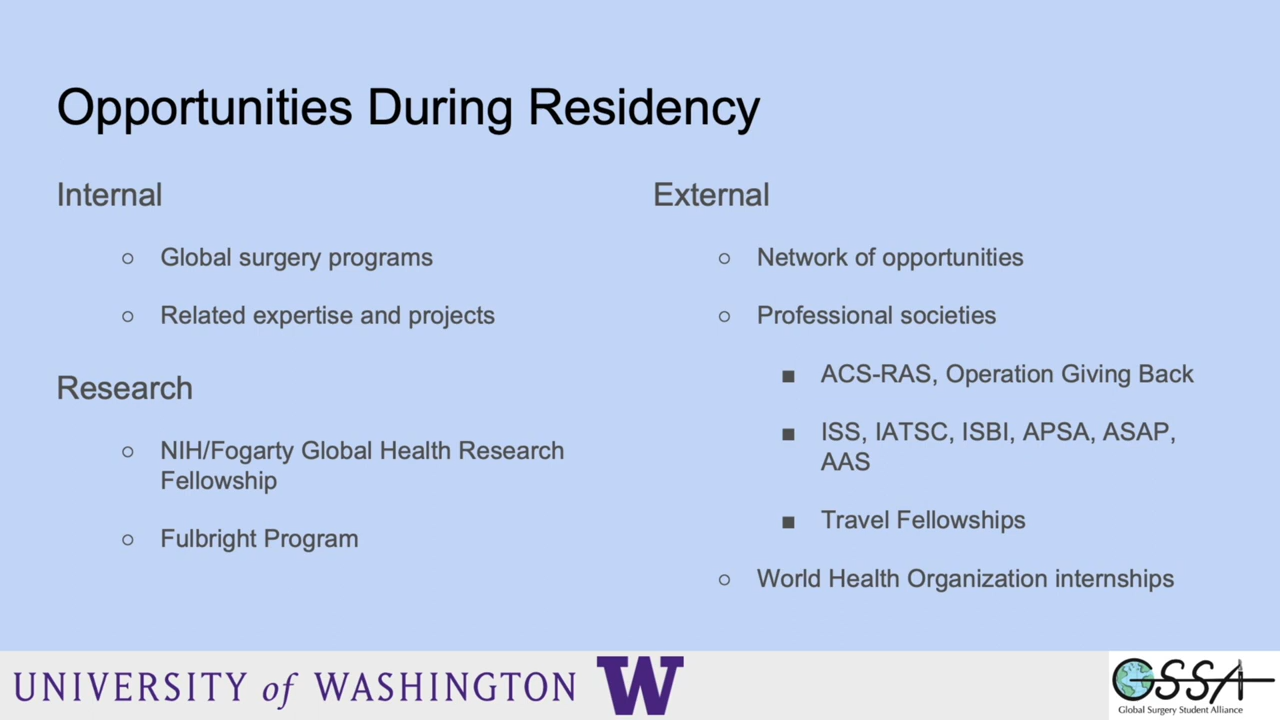 Opportunities During Residency
Internal
○ Global surgery programs
○ Related expertise and projects
Research
○ NIH/Fogarty Global Health Research
Fellowship
○ Fulbright Program
External
○ Network of opportunities
○ Professional societies
■ ACS-RAS, Operation Giving Back
■ ISS, IATSC, ISBI, APSA, ASAP,
AAS
■ Travel Fellowships
○ World Health Organization internships
UNIVERSITY of WASHINGTON W
GSSA
Global Surgery Student Alliance